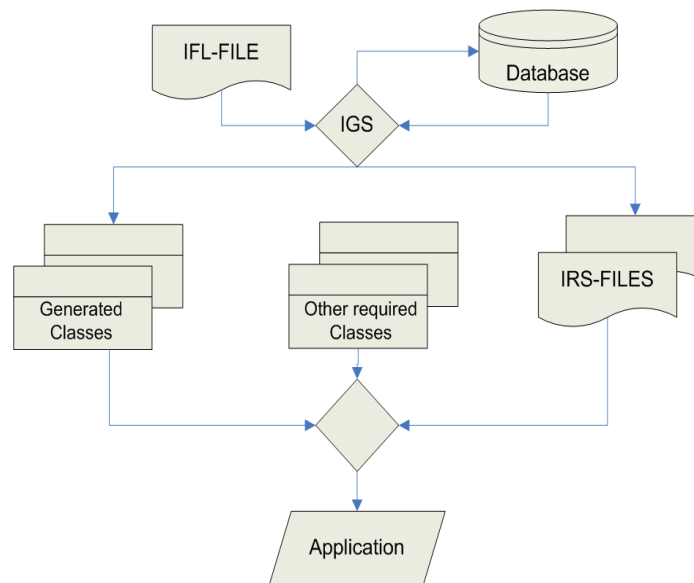 IFL-FILE
Database
IGS
Generated
Classes
Other required
Classes
IRS-FILES
Application